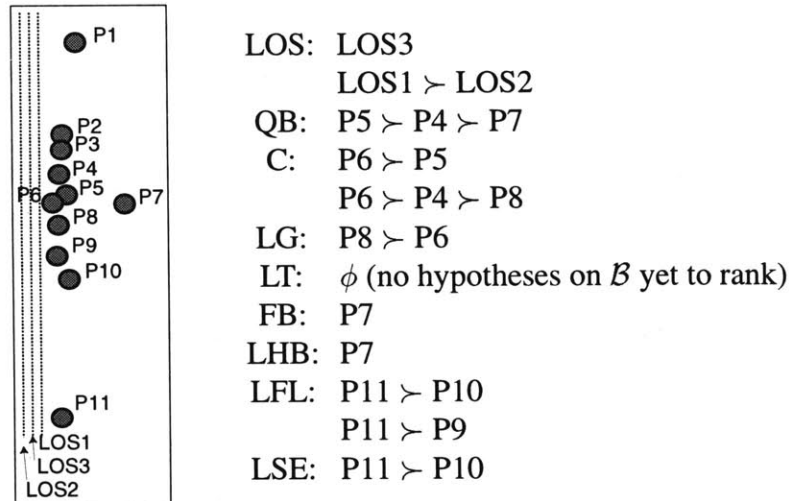 P1
P2
P3
P4
P5
P6
P7
P8
P9
P10
P11
LOS1
LOS3
LOS2
LOS: LOS3
LOS1 ≻ LOS2
QB: P5 ≻ P4 ≻ P7
C: P6 ≻ P5
P6 ≻ P4 ≻ P8
LG: P8 ≻ P6
LT: ϕ (no hypotheses on ℬ yet to rank)
FB: P7
LHB: P7
LFL: P11 ≻ P10
P11 ≻ P9
LSE: P11 ≻ P10